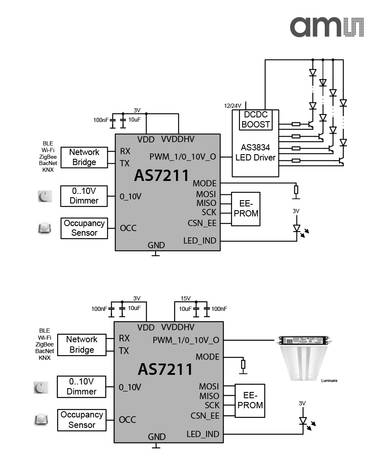 amu
3V
12/24V
100nF
10uF
DCDC
BOOST
BLE
Wi-Fi
ZigBee
BacNet
KNX
Network
Bridge
RX
TX
VDD
VVDDHV
PWM_1/0_10V_O
AS3834
LED Driver
AS7211
MODE
0..10V
Dimmer
0_10V
MOSI
MISO
SCK
CSN_EE
EE-
PROM
3V
Occupancy
Sensor
OCC
GND
LED_IND
3V
15V
100nF
10uF
10uF
100nF
BLE
Wi-Fi
ZigBee
BacNet
KNX
Network
Bridge
RX
TX
VDD
VVDDHV
PWM_1/0_10V_O
MODE
AS7211
Luminaire
0..10V
Dimmer
0_10V
MOSI
MISO
SCK
CSN_EE
EE-
PROM
3V
Occupancy
Sensor
OCC
LED_IND
GND